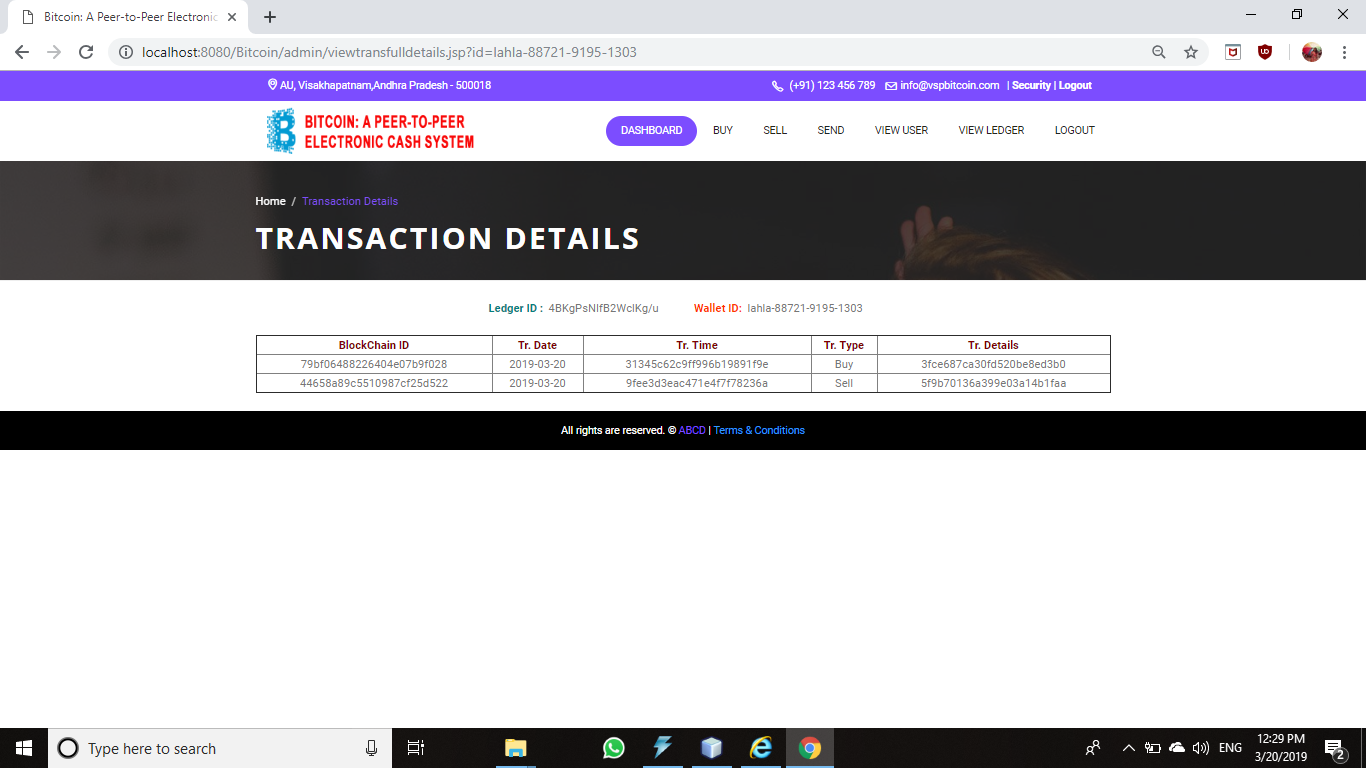 Bitcoin: A Peer-to-Peer Electronic
localhost:8080/Bitcoin/admin/viewtransfulldetails.jsp?id=lahla-88721-9195-1303
AU, Visakhapatnam,Andhra Pradesh - 500018 (+91) 123 456 789 info@vspbitcoin.com | Security | Logout
BITCOIN: A PEER-TO-PEER
ELECTRONIC CASH SYSTEM
DASHBOARD BUY SELL SEND VIEW USER VIEW LEDGER LOGOUT
Home / Transaction Details
TRANSACTION DETAILS
Ledger ID : 4BKgPsNlfB2WclKg/u Wallet ID: lahla-88721-9195-1303
BlockChain ID Tr. Date Tr. Time Tr. Type Tr. Details
79bf06488226404e07b9f028 2019-03-20 31345c62c9ff996b19891f9e Buy 3fce687ca30fd520be8ed3b0
44658a89c5510987cf25d522 2019-03-20 9fee3d3eac471e4f7f78236a Sell 5f9b70136a399e03a14b1faa
All rights are reserved. © ABCD | Terms & Conditions
Type here to search
ENG
12:29 PM
3/20/2019
2